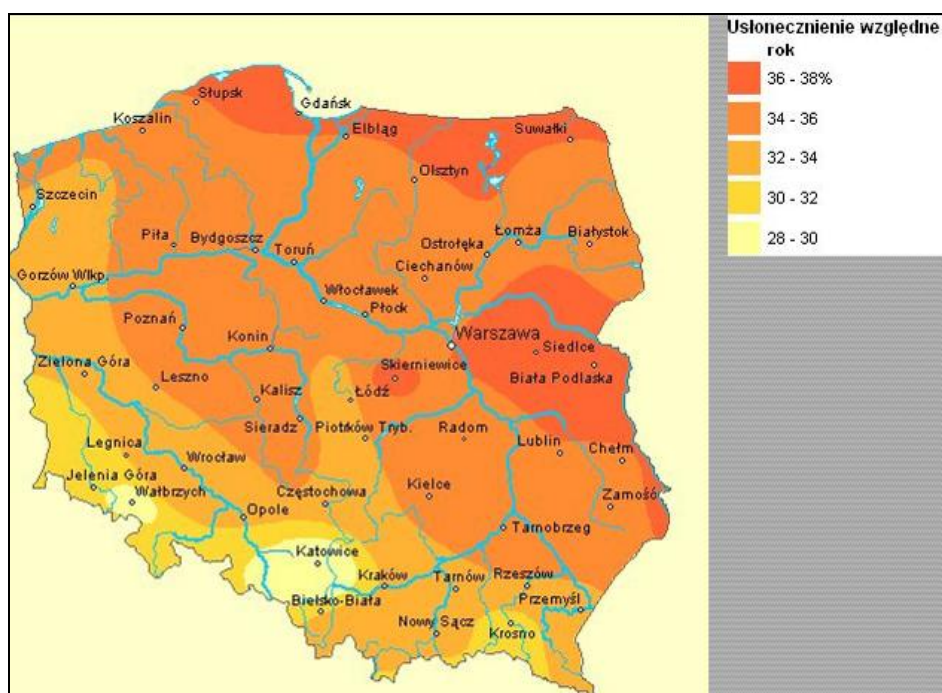 Usłonecznienie względne
rok
36 - 38%
34 - 36
32 - 34
30 - 32
28 - 30
Słupsk
Gdańsk
Koszalin
Elbląg
Suwałki
Olsztyn
Szczecin
Piła
Bydgoszcz
Toruń
Ostrołęka
Łomża
Białystok
Ciechanów
Gorzów Wlkp.
Włocławek
Płock
Poznań
Konin
Warszawa
Siedlce
Skierniewice
Biała Podlaska
Zielona Góra
Leszno
Kalisz
Łódź
Sieradz
Piotrków Tryb.
Radom
Lublin
Chełm
Legnica
Wrocław
Jelenia Góra
Wałbrzych
Częstochowa
Kielce
Zamość
Opole
Tarnobrzeg
Katowice
Kraków
Tarnów
Rzeszów
Bielsko-Biała
Przemyśl
Nowy Sącz
Krosno